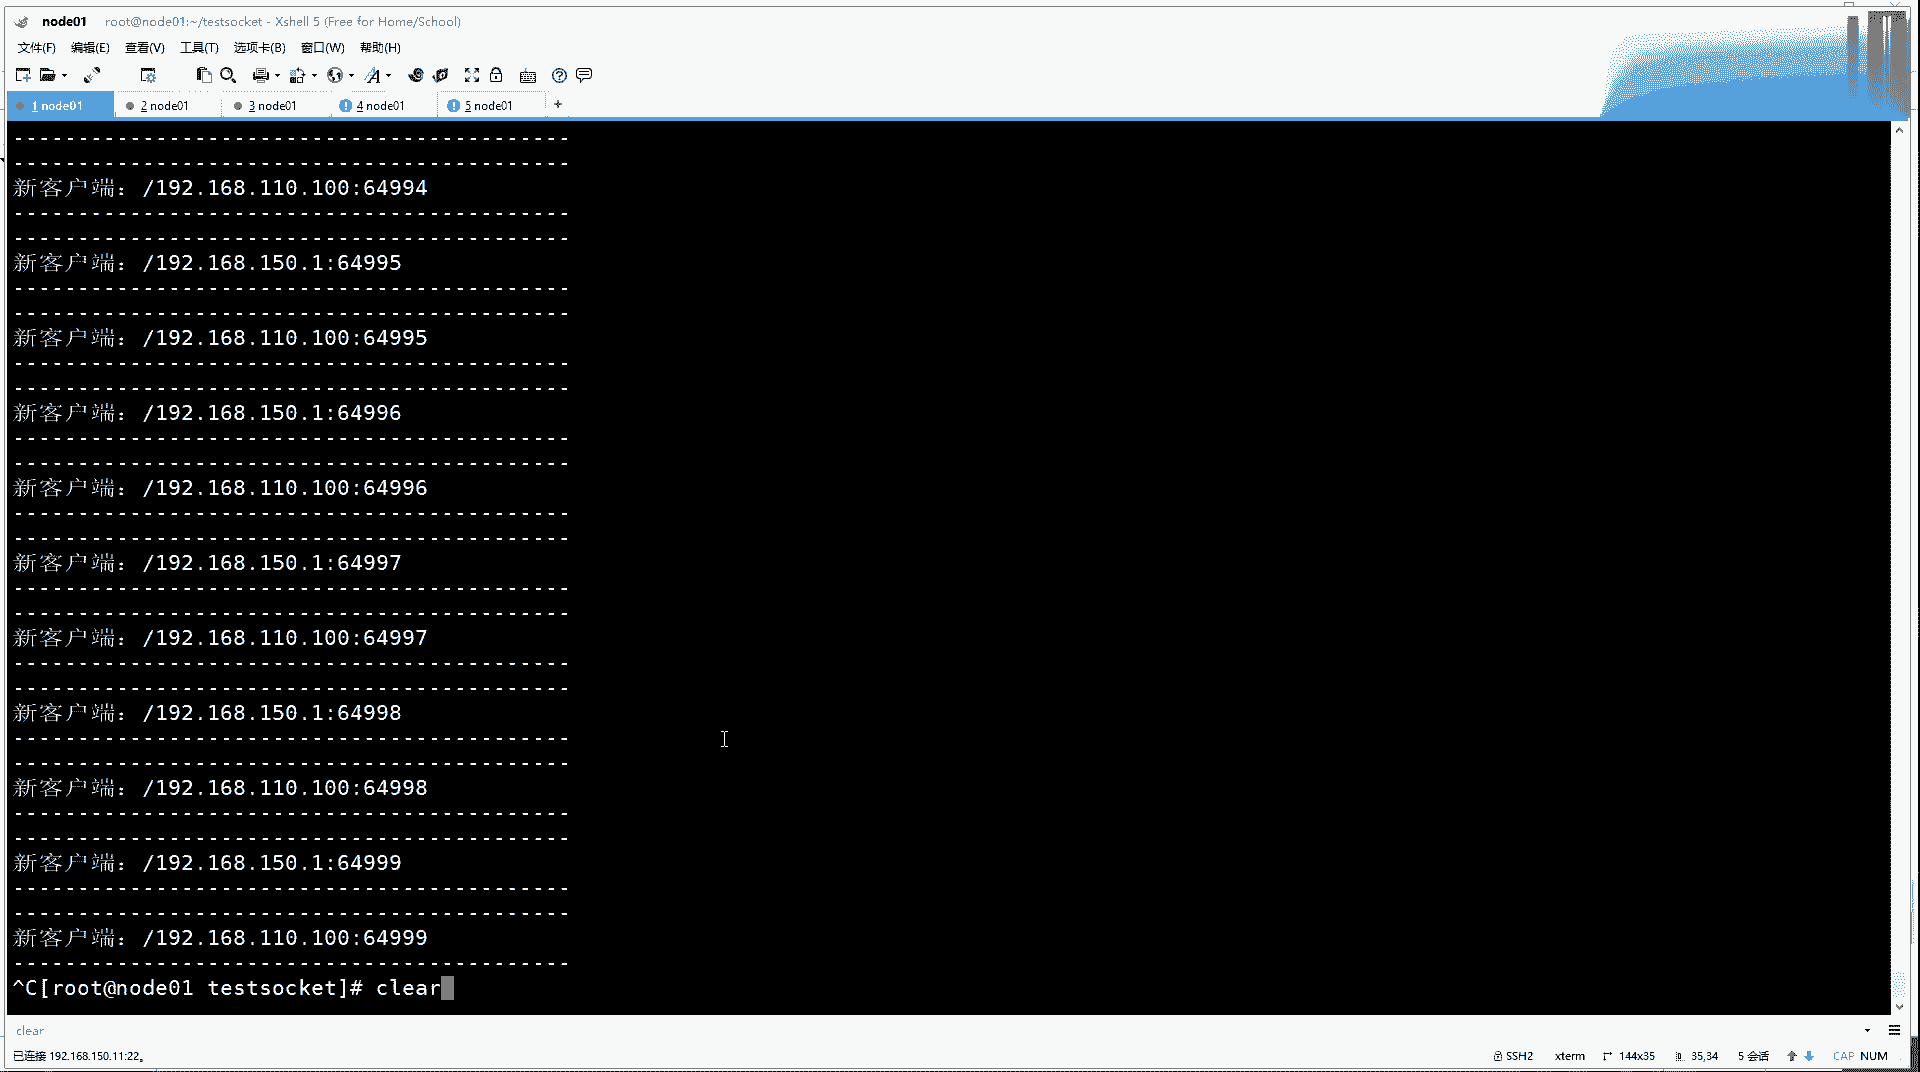 node01 root@node01:~/testsocket - Xshell 5 (Free for Home/School)
文件(F) 编辑(E) 查看(V) 工具(T) 选项卡(B) 窗口(W) 帮助(H)
1 node01 2 node01 3 node01 4 node01 5 node01 +
-------------------------------------------
-------------------------------------------
新客户端: /192.168.110.100:64994
-------------------------------------------
-------------------------------------------
新客户端: /192.168.150.1:64995
-------------------------------------------
-------------------------------------------
新客户端: /192.168.110.100:64995
-------------------------------------------
-------------------------------------------
新客户端: /192.168.150.1:64996
-------------------------------------------
-------------------------------------------
新客户端: /192.168.110.100:64996
-------------------------------------------
-------------------------------------------
新客户端: /192.168.150.1:64997
-------------------------------------------
-------------------------------------------
新客户端: /192.168.110.100:64997
-------------------------------------------
-------------------------------------------
新客户端: /192.168.150.1:64998
-------------------------------------------
-------------------------------------------
新客户端: /192.168.110.100:64998
-------------------------------------------
-------------------------------------------
新客户端: /192.168.150.1:64999
-------------------------------------------
-------------------------------------------
新客户端: /192.168.110.100:64999
-------------------------------------------
^C[root@node01 testsocket]# clear
clear
已连接 192.168.150.11:22。 SSH2 xterm 144x35 35,34 5 会话 CAP NUM